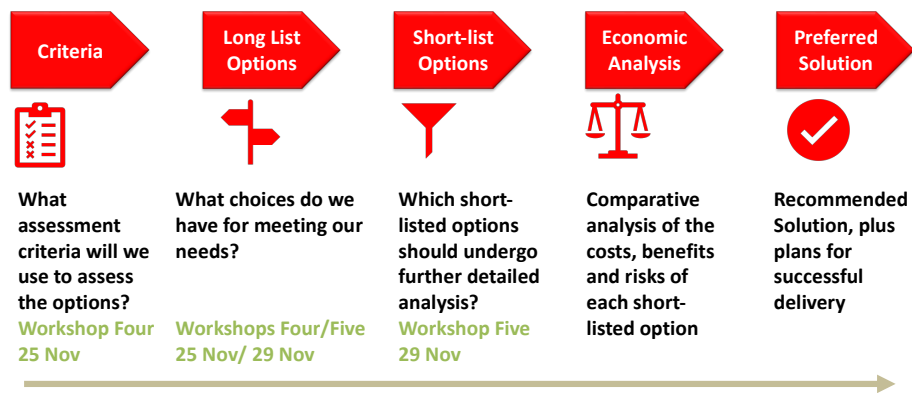 Criteria
Long List
Options
Short-list
Options
Economic
Analysis
Preferred
Solution
What
assessment
criteria will we
use to assess
the options?
Workshop Four
25 Nov
What choices do we
have for meeting our
needs?
Workshops Four/Five
25 Nov/ 29 Nov
Which short-
listed options
should undergo
further detailed
analysis?
Workshop Five
29 Nov
Comparative
analysis of the
costs, benefits
and risks of
each short-
listed option
Recommended
Solution, plus
plans for
successful
delivery